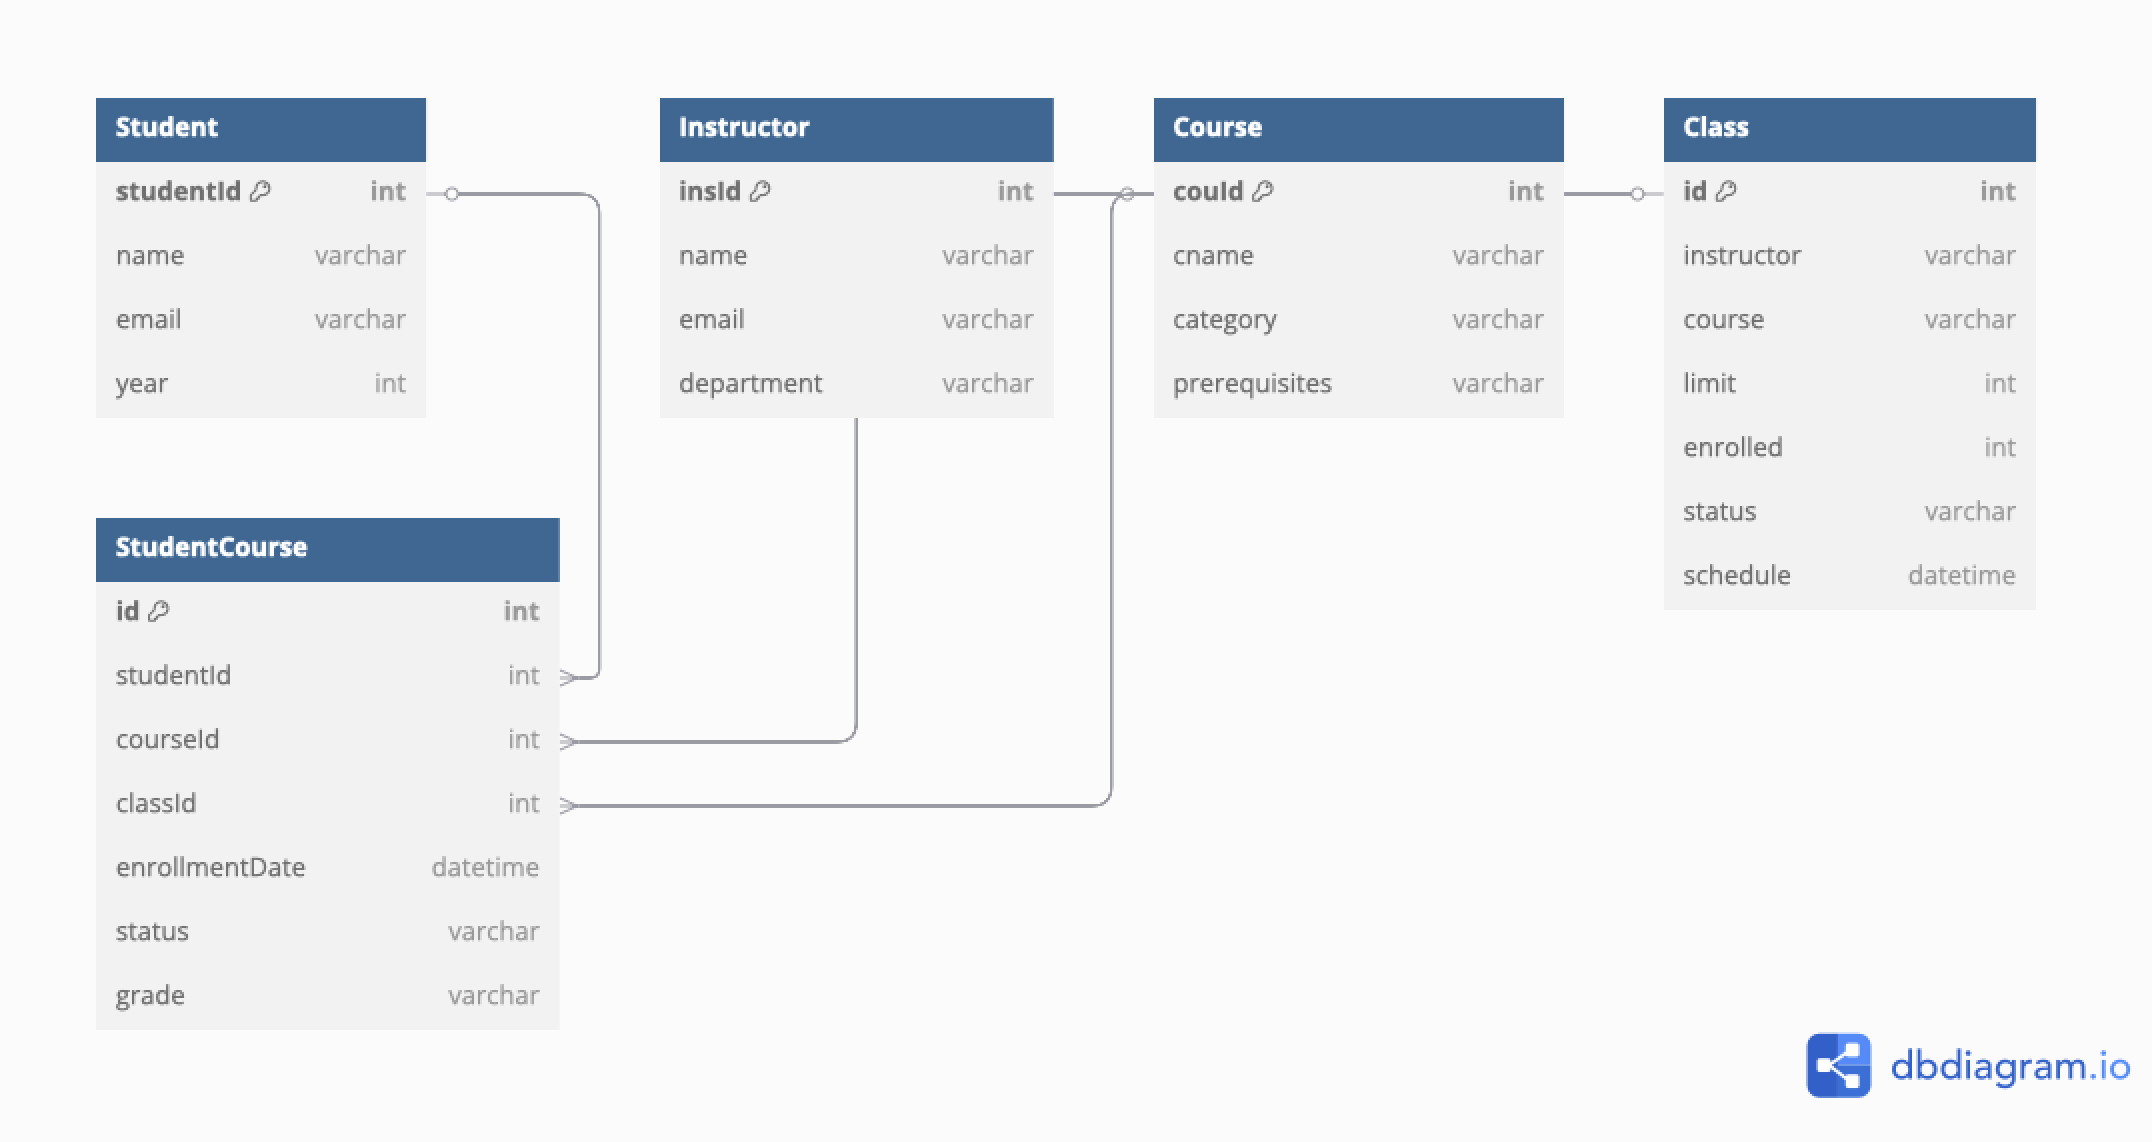 Student
studentId int
name varchar
email varchar
year int
Instructor
insId int
name varchar
email varchar
department varchar
Course
couId int
cname varchar
category varchar
prerequisites varchar
Class
id int
instructor varchar
course varchar
limit int
enrolled int
status varchar
schedule datetime
StudentCourse
id int
studentId int
courseId int
classId int
enrollmentDate datetime
status varchar
grade varchar
dbdiagram.io